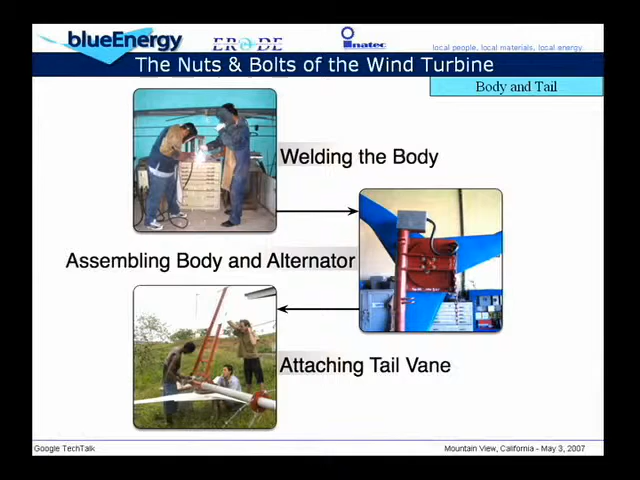 blueEnergy
ERODE
inatec
local people, local materials, local energy
The Nuts & Bolts of the Wind Turbine
Body and Tail
Welding the Body
Assembling Body and Alternator
Attaching Tail Vane
Google TechTalk
Mountain View, California - May 3, 2007